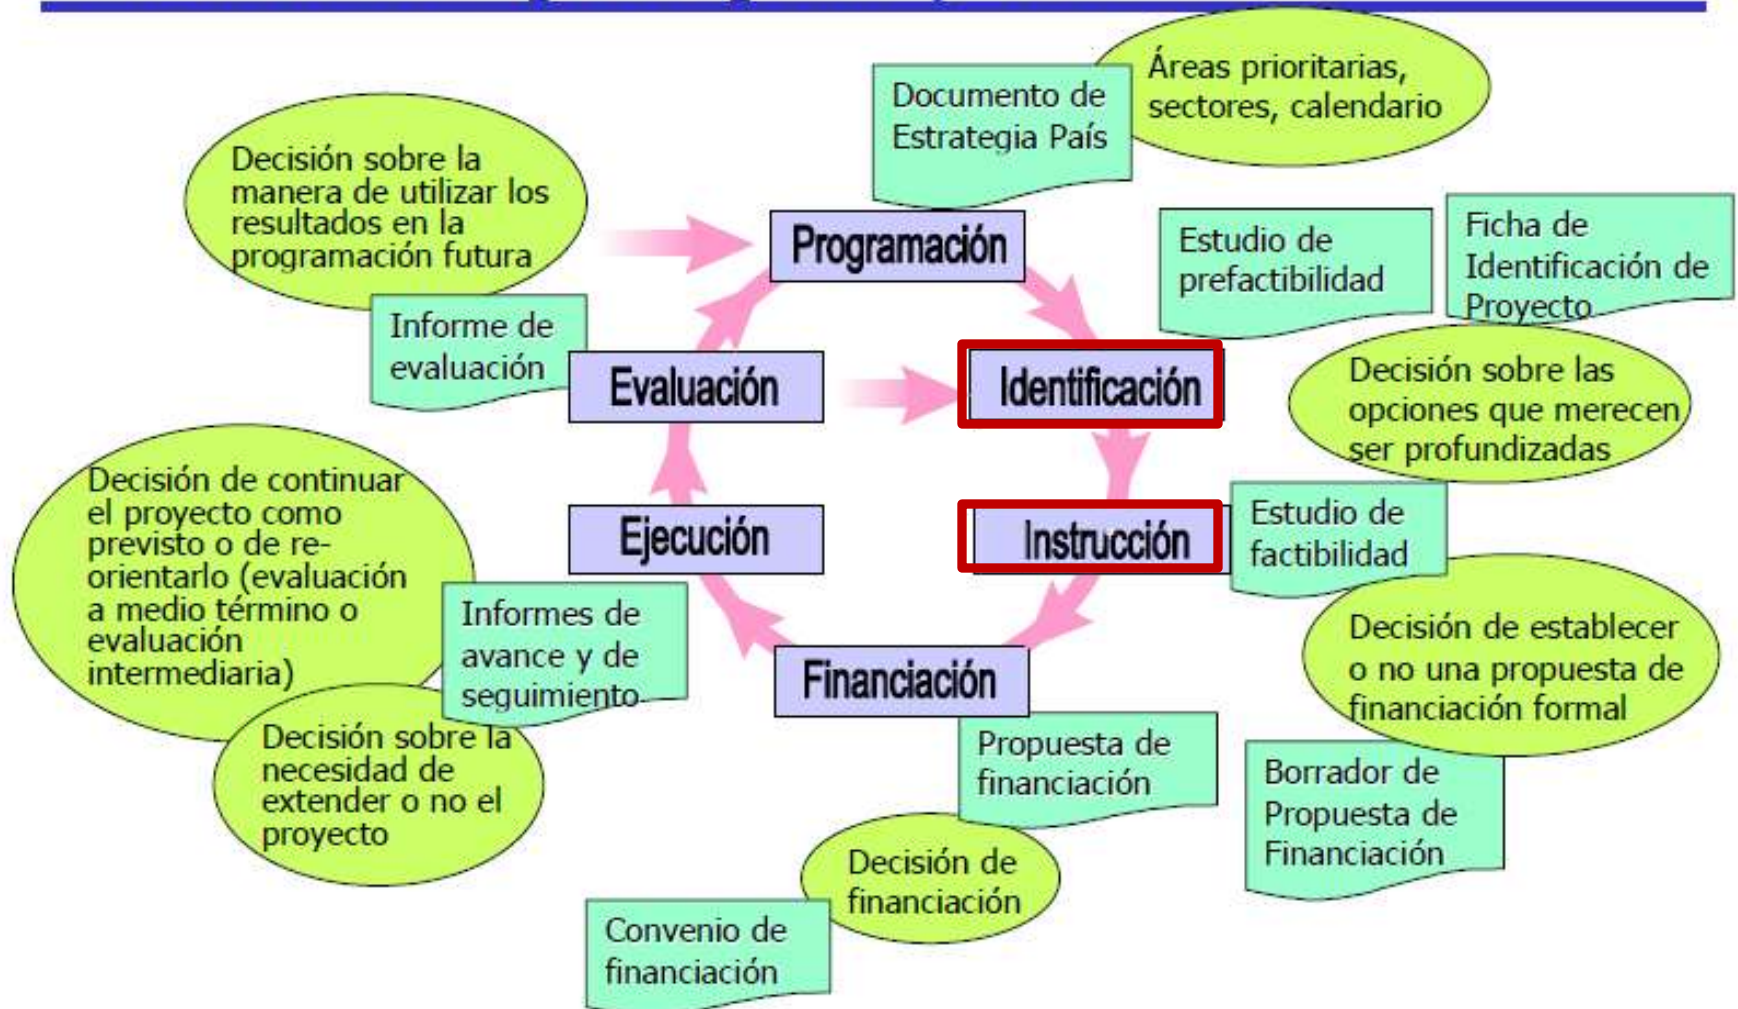 Áreas prioritarias,
sectores, calendario
Documento de
Estrategia País
Decisión sobre la
manera de utilizar los
resultados en la
programación futura
Programación
Estudio de
prefactibilidad
Ficha de
Identificación de
Proyecto
Informe de
evaluación
Evaluación
Identificación
Decisión sobre las
opciones que merecen
ser profundizadas
Decisión de continuar
el proyecto como
previsto o de re-
orientarlo (evaluación
a medio término o
evaluación
intermediaria)
Ejecución
Instrucción
Estudio de
factibilidad
Informes de
avance y de
seguimiento
Decisión de establecer
o no una propuesta de
financiación formal
Financiación
Decisión sobre la
necesidad de
extender o no el
proyecto
Propuesta de
financiación
Borrador de
Propuesta de
Financiación
Decisión de
financiación
Convenio de
financiación